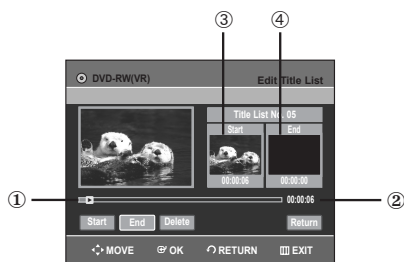 ③ ④
DVD-RW(VR) Edit Title List
Title List No. 05
Start End
00:00:06 00:00:00
① 00:00:06 ②
Start End Delete Return
MOVE OK RETURN EXIT